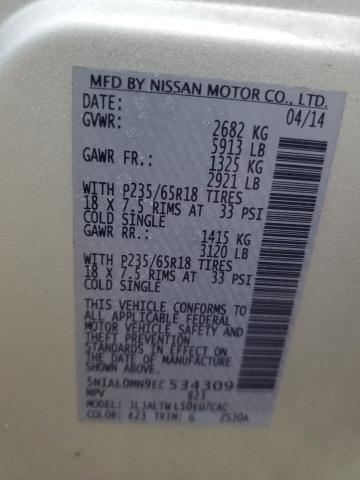 MFD BY NISSAN MOTOR CO., LTD.
DATE: 04/14
GVWR: 2682 KG
5913 LB
GAWR FR.: 1325 KG
2921 LB
WITH P235/65R18 TIRES
18 X 7.5 RIMS AT 33 PSI
COLD SINGLE
GAWR RR.: 1415 KG
3120 LB
WITH P235/65R18 TIRES
18 X 7.5 RIMS AT 33 PSI
COLD SINGLE
THIS VEHICLE CONFORMS TO
ALL APPLICABLE FEDERAL
MOTOR VEHICLE SAFETY AND
THEFT PREVENTION
STANDARDS IN EFFECT ON
THE DATE OF MANUFACTURE
SHOWN ABOVE.
5N1AL0MN9EC534309
MPV 823
MODEL: JLJALTWL50EU7CAC
COLOR: K23 TRIM: G 2530A